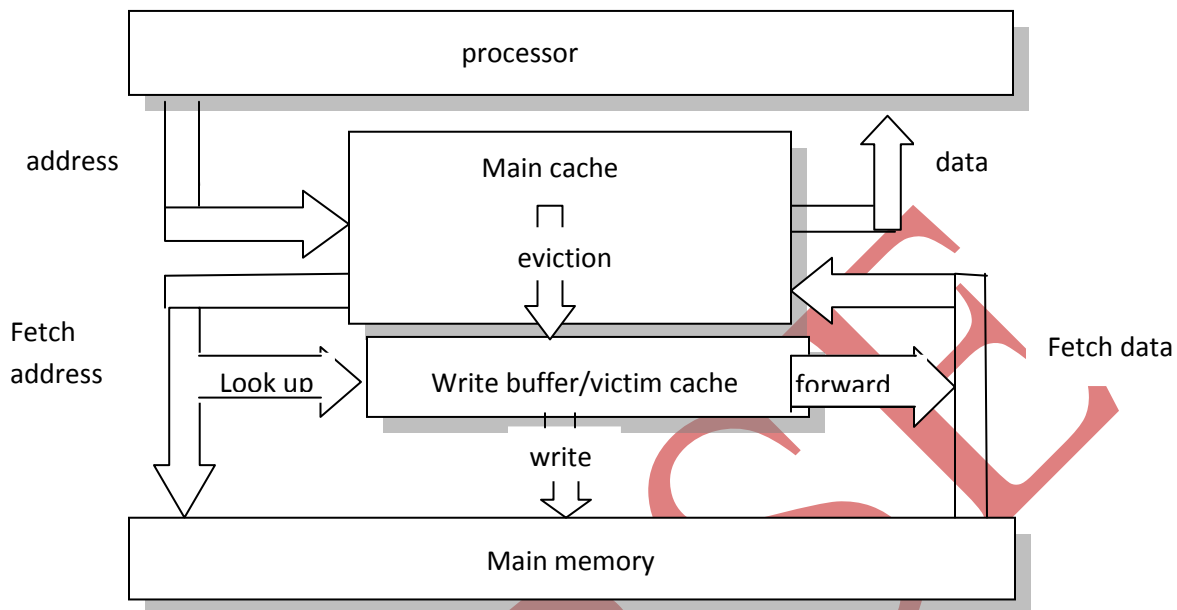 processor
address
Main cache
data
eviction
Fetch
address
Look up
Write buffer/victim cache
forward
Fetch data
write
Main memory